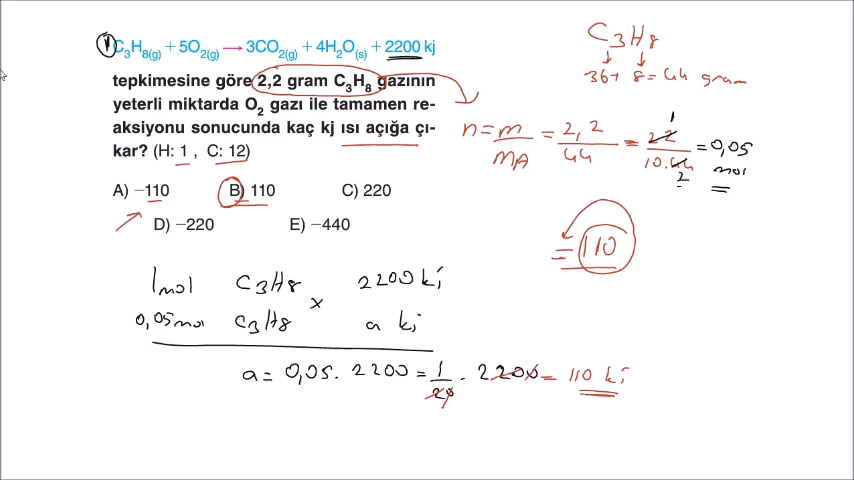 1 C₃H₈(g) + 5O₂(g) → 3CO₂(g) + 4H₂O(s) + 2200 kj
tepkimesine göre 2,2 gram C₃H₈ gazının
yeterli miktarda O₂ gazı ile tamamen re-
aksiyonu sonucunda kaç kj ısı açığa çı-
kar? (H: 1 , C: 12)
A) −110 B) 110 C) 220
D) −220 E) −440
C₃H₈
36+ 8 = 44 gram
n = m/MA = 2,2/44 = 22/10.44 = 0,05 mol
1
2
= 110
1 mol C₃H₈ 2200 kj
x
0,05 mol C₃H₈ a kj
a = 0,05 . 2200 = 1/20 . 2200 = 110 kj